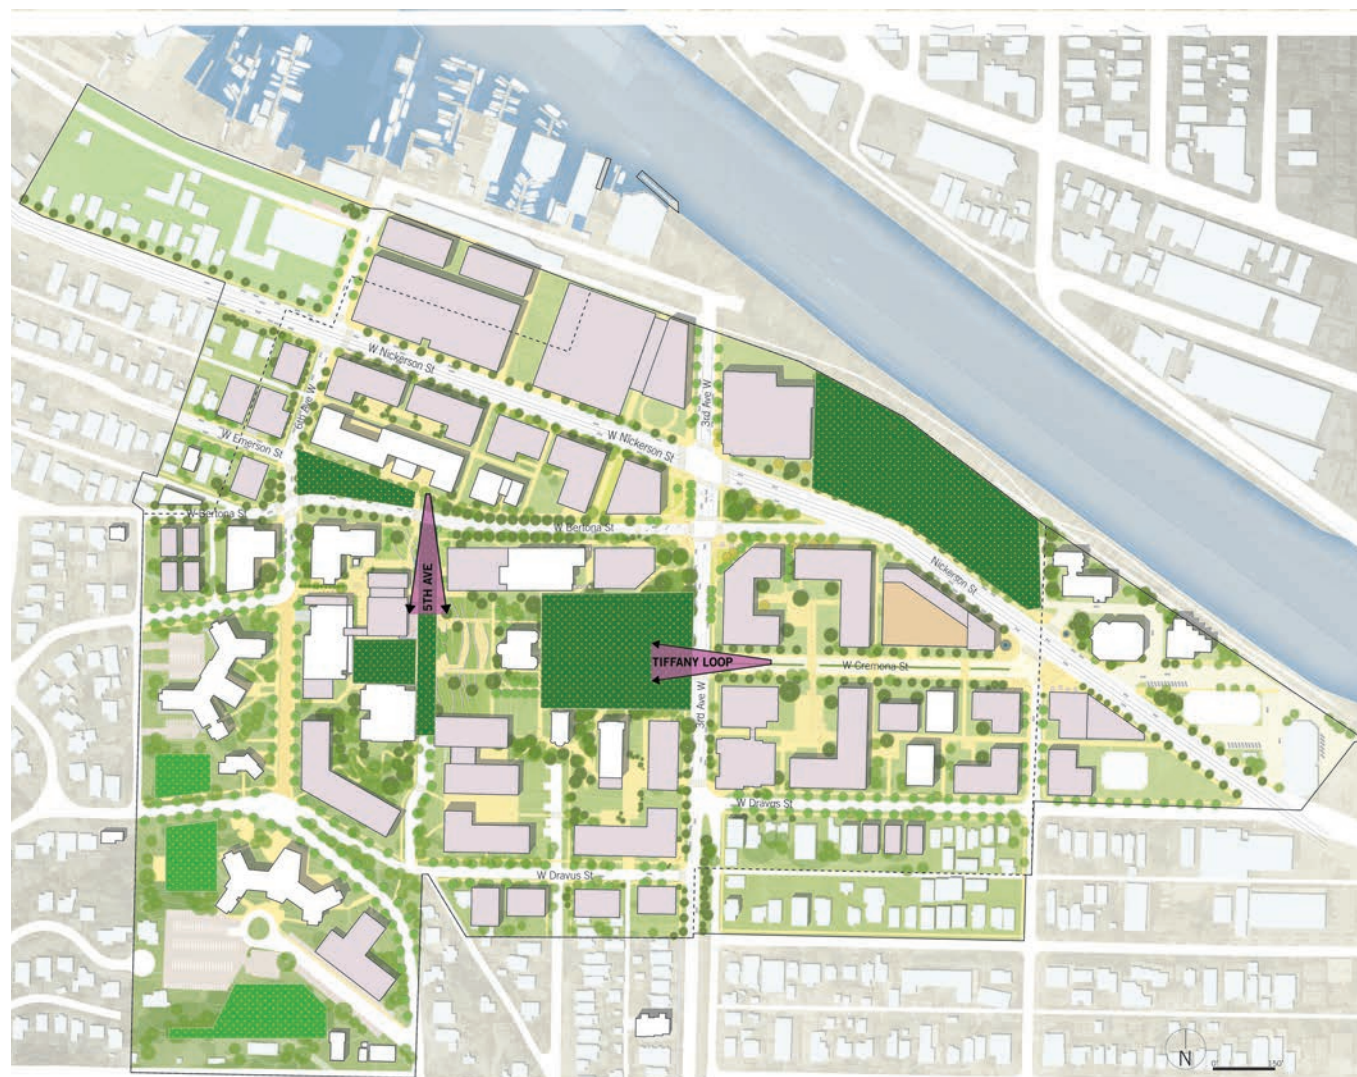 W Nickerson St
3rd Ave W
6th Ave W
W Emerson St
W Nickerson St
W Bertona St
W Bertona St
5TH AVE
Nickerson St
TIFFANY LOOP
W Cremona St
3rd Ave W
W Dravus St
W Dravus St
N
0'
150'